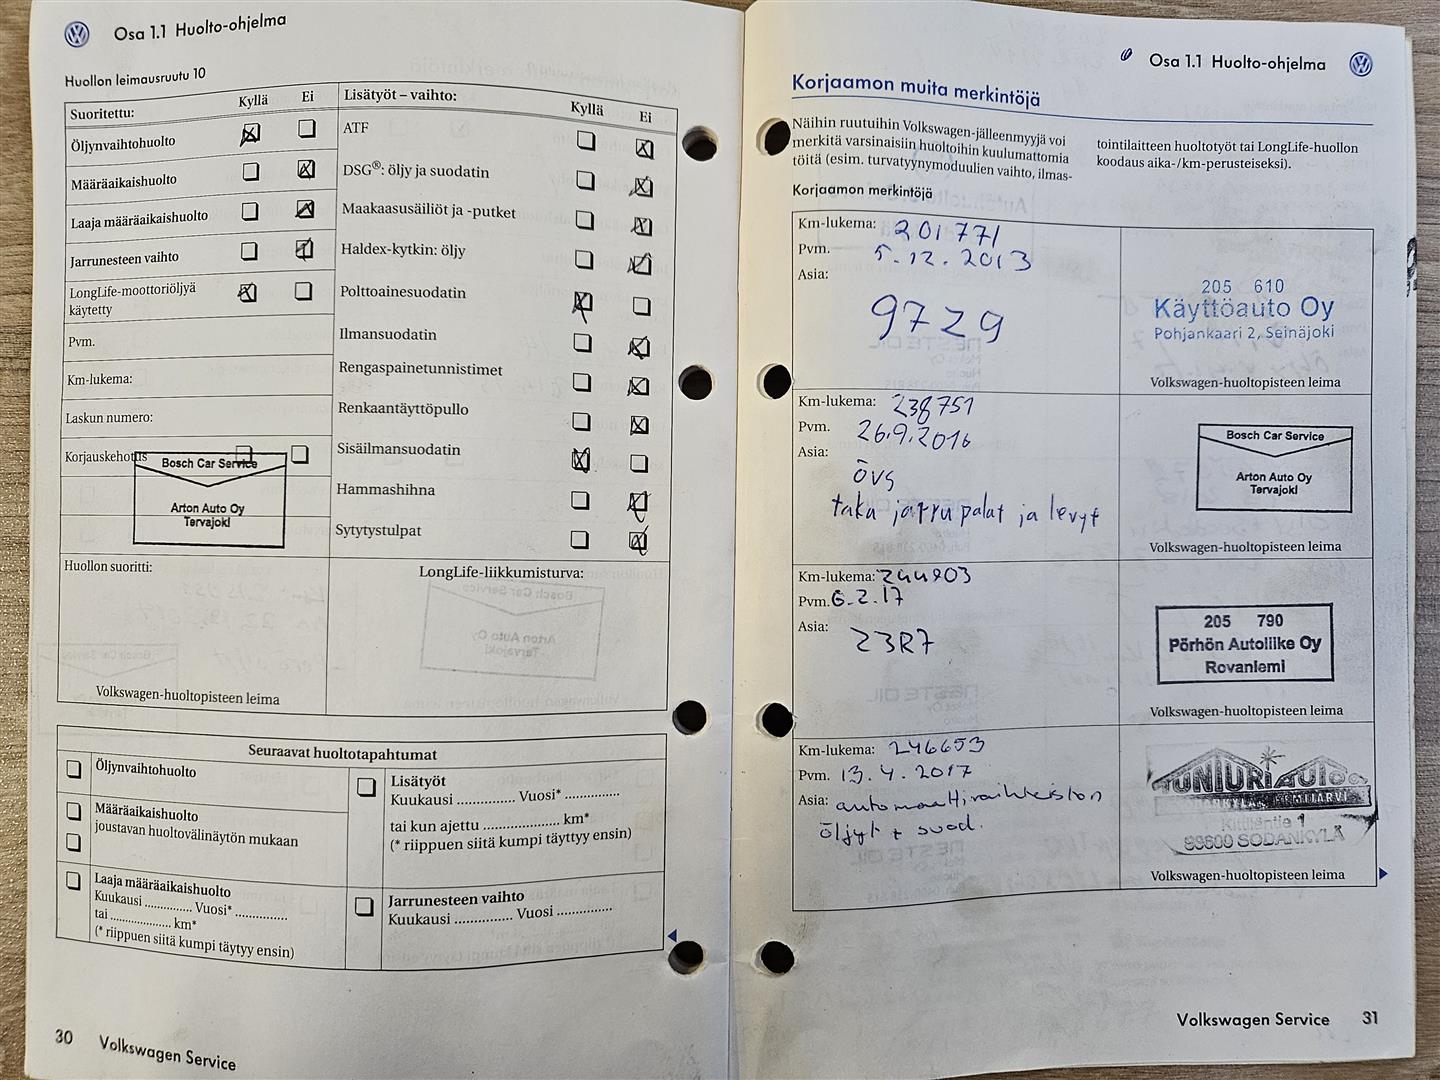 Osa 1.1 Huolto-ohjelma
Huollon leimausruutu 10
Suoritettu: Kyllä Ei
Öljynvaihtohuolto
Määräaikaishuolto
Laaja määräaikaishuolto
Jarrunesteen vaihto
LongLife-moottoriöljyä
käytetty
Pvm.
Km-lukema:
Laskun numero:
Korjauskehotus
Bosch Car Service
Arton Auto Oy
Tervajoki
Huollon suoritti:
Volkswagen-huoltopisteen leima
Lisätyöt – vaihto: Kyllä Ei
ATF
DSG®: öljy ja suodatin
Maakaasusäiliöt ja -putket
Haldex-kytkin: öljy
Polttoainesuodatin
Ilmansuodatin
Rengaspainetunnistimet
Renkaantäyttöpullo
Sisäilmansuodatin
Hammashihna
Sytytystulpat
LongLife-liikkumisturva:
Seuraavat huoltotapahtumat
Öljynvaihtohuolto
Määräaikaishuolto
joustavan huoltovälinäytön mukaan
Laaja määräaikaishuolto
Kuukausi .............. Vuosi* ...............
tai .................... km*
(* riippuen siitä kumpi täytyy ensin)
Lisätyöt
Kuukausi ............... Vuosi* ..............
tai kun ajettu .................... km*
(* riippuen siitä kumpi täyttyy ensin)
Jarrunesteen vaihto
Kuukausi ............... Vuosi ...............
30 Volkswagen Service
Osa 1.1 Huolto-ohjelma
Korjaamon muita merkintöjä
Näihin ruutuihin Volkswagen-jälleenmyyjä voi
merkitä varsinaisiin huoltoihin kuulumattomia
töitä (esim. turvatyynymoduulien vaihto, ilmas-
tointilaitteen huoltotyöt tai LongLife-huollon
koodaus aika-/km-perusteiseksi).
Korjaamon merkintöjä
Km-lukema: 201771
Pvm. 5.12.2013
Asia:
97Z9
205 610
Käyttöauto Oy
Pohjankaari 2, Seinäjoki
Volkswagen-huoltopisteen leima
Km-lukema: 238751
Pvm. 26.9.2016
Asia:
ÖVS
taka jarrupalat ja levyt
Bosch Car Service
Arton Auto Oy
Tervajoki
Volkswagen-huoltopisteen leima
Km-lukema: 244903
Pvm. 6.2.17
Asia:
23R7
205 790
Pörhön Autoliike Oy
Rovaniemi
Volkswagen-huoltopisteen leima
Km-lukema: 246653
Pvm. 13.4.2017
Asia: automaattivaihteiston
öljyt + suod.
Kittiläntie 1
99600 SODANKYLÄ
Volkswagen-huoltopisteen leima
Volkswagen Service 31